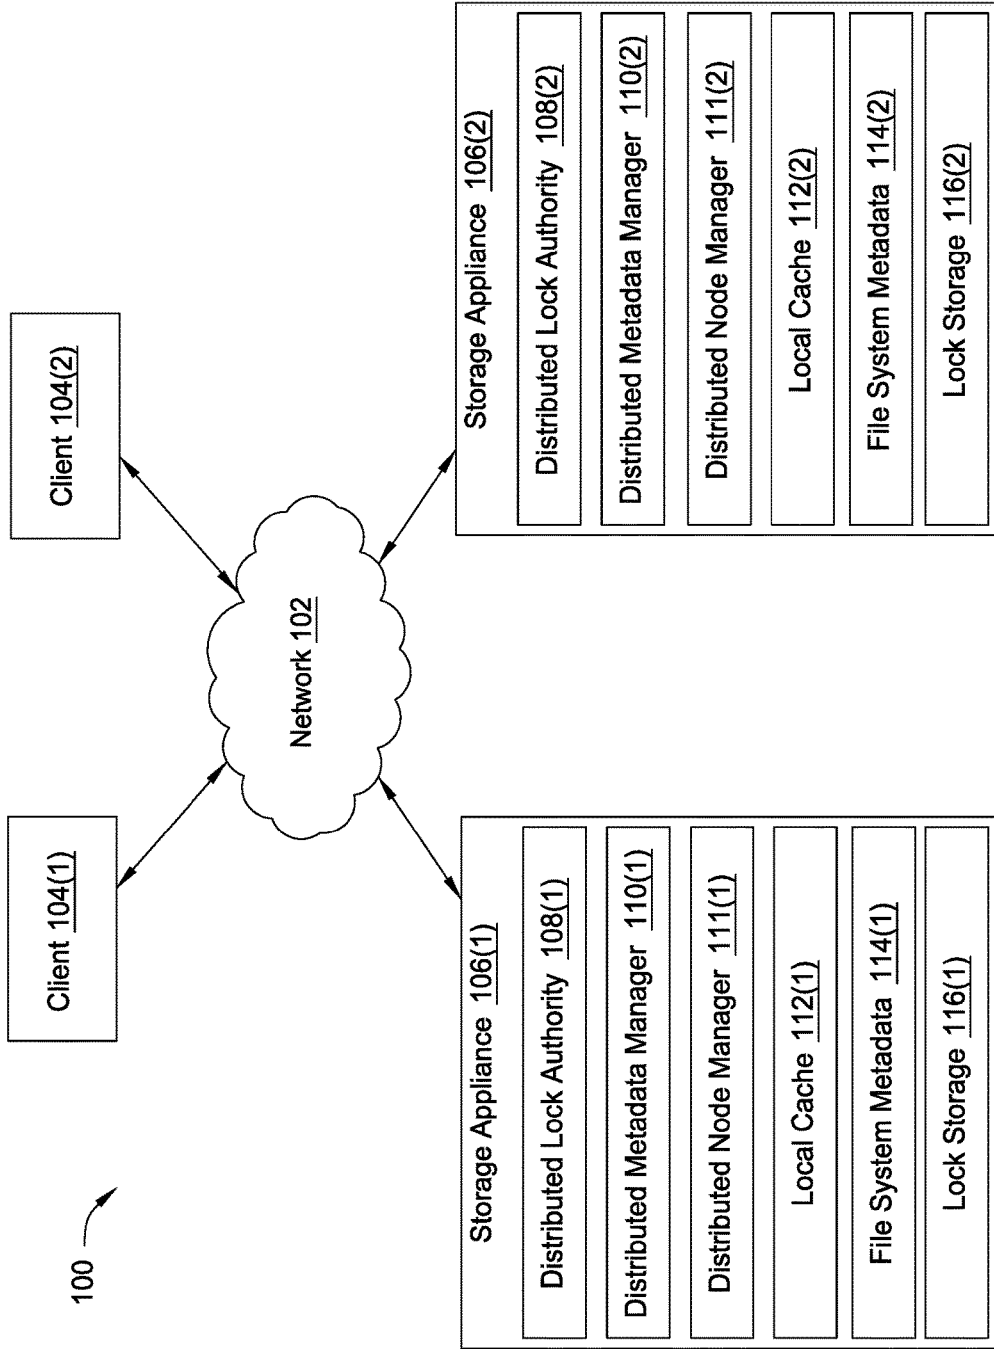 100
Client 104(1)
Client 104(2)
Network 102
Storage Appliance 106(1)
Distributed Lock Authority 108(1)
Distributed Metadata Manager 110(1)
Distributed Node Manager 111(1)
Local Cache 112(1)
File System Metadata 114(1)
Lock Storage 116(1)
Storage Appliance 106(2)
Distributed Lock Authority 108(2)
Distributed Metadata Manager 110(2)
Distributed Node Manager 111(2)
Local Cache 112(2)
File System Metadata 114(2)
Lock Storage 116(2)